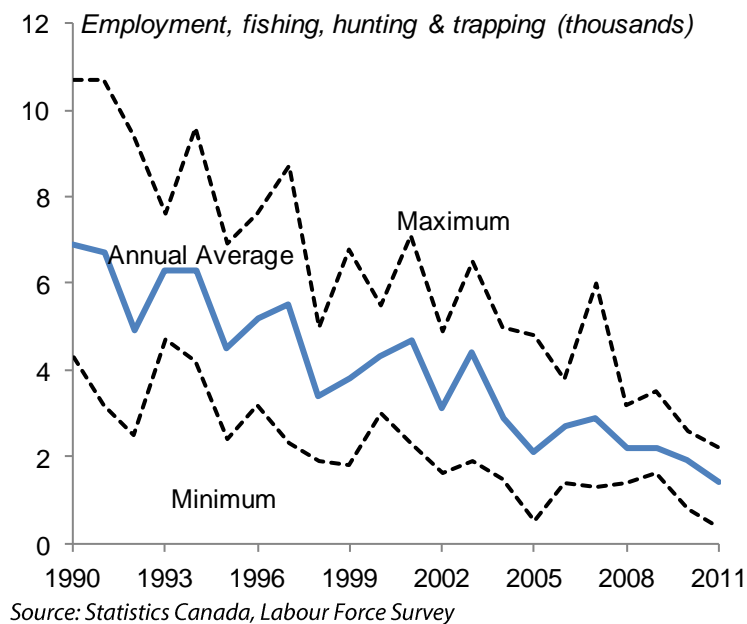 Employment, fishing, hunting & trapping (thousands)
12
10
8
6
4
2
0
Maximum
Annual Average
Minimum
1990 1993 1996 1999 2002 2005 2008 2011
Source: Statistics Canada, Labour Force Survey